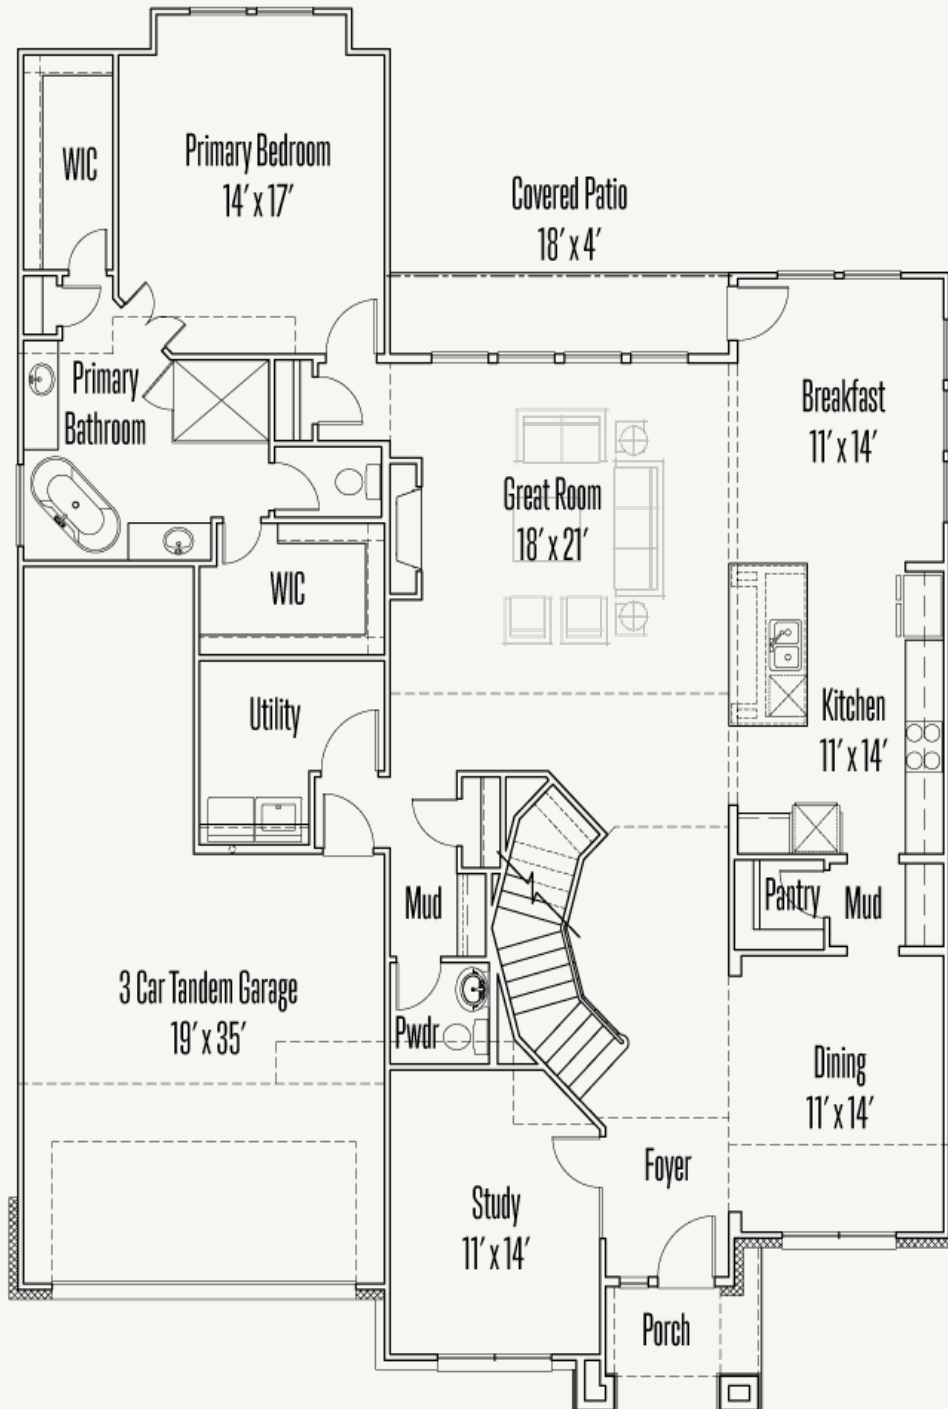 WIC
Primary Bedroom
14' x 17'
Covered Patio
18' x 4'
Primary
Bathroom
Breakfast
11' x 14'
Great Room
18' x 21'
WIC
Utility
Kitchen
11' x 14'
Mud
Pantry
Mud
3 Car Tandem Garage
19' x 35'
Pwdr
Dining
11' x 14'
Foyer
Study
11' x 14'
Porch